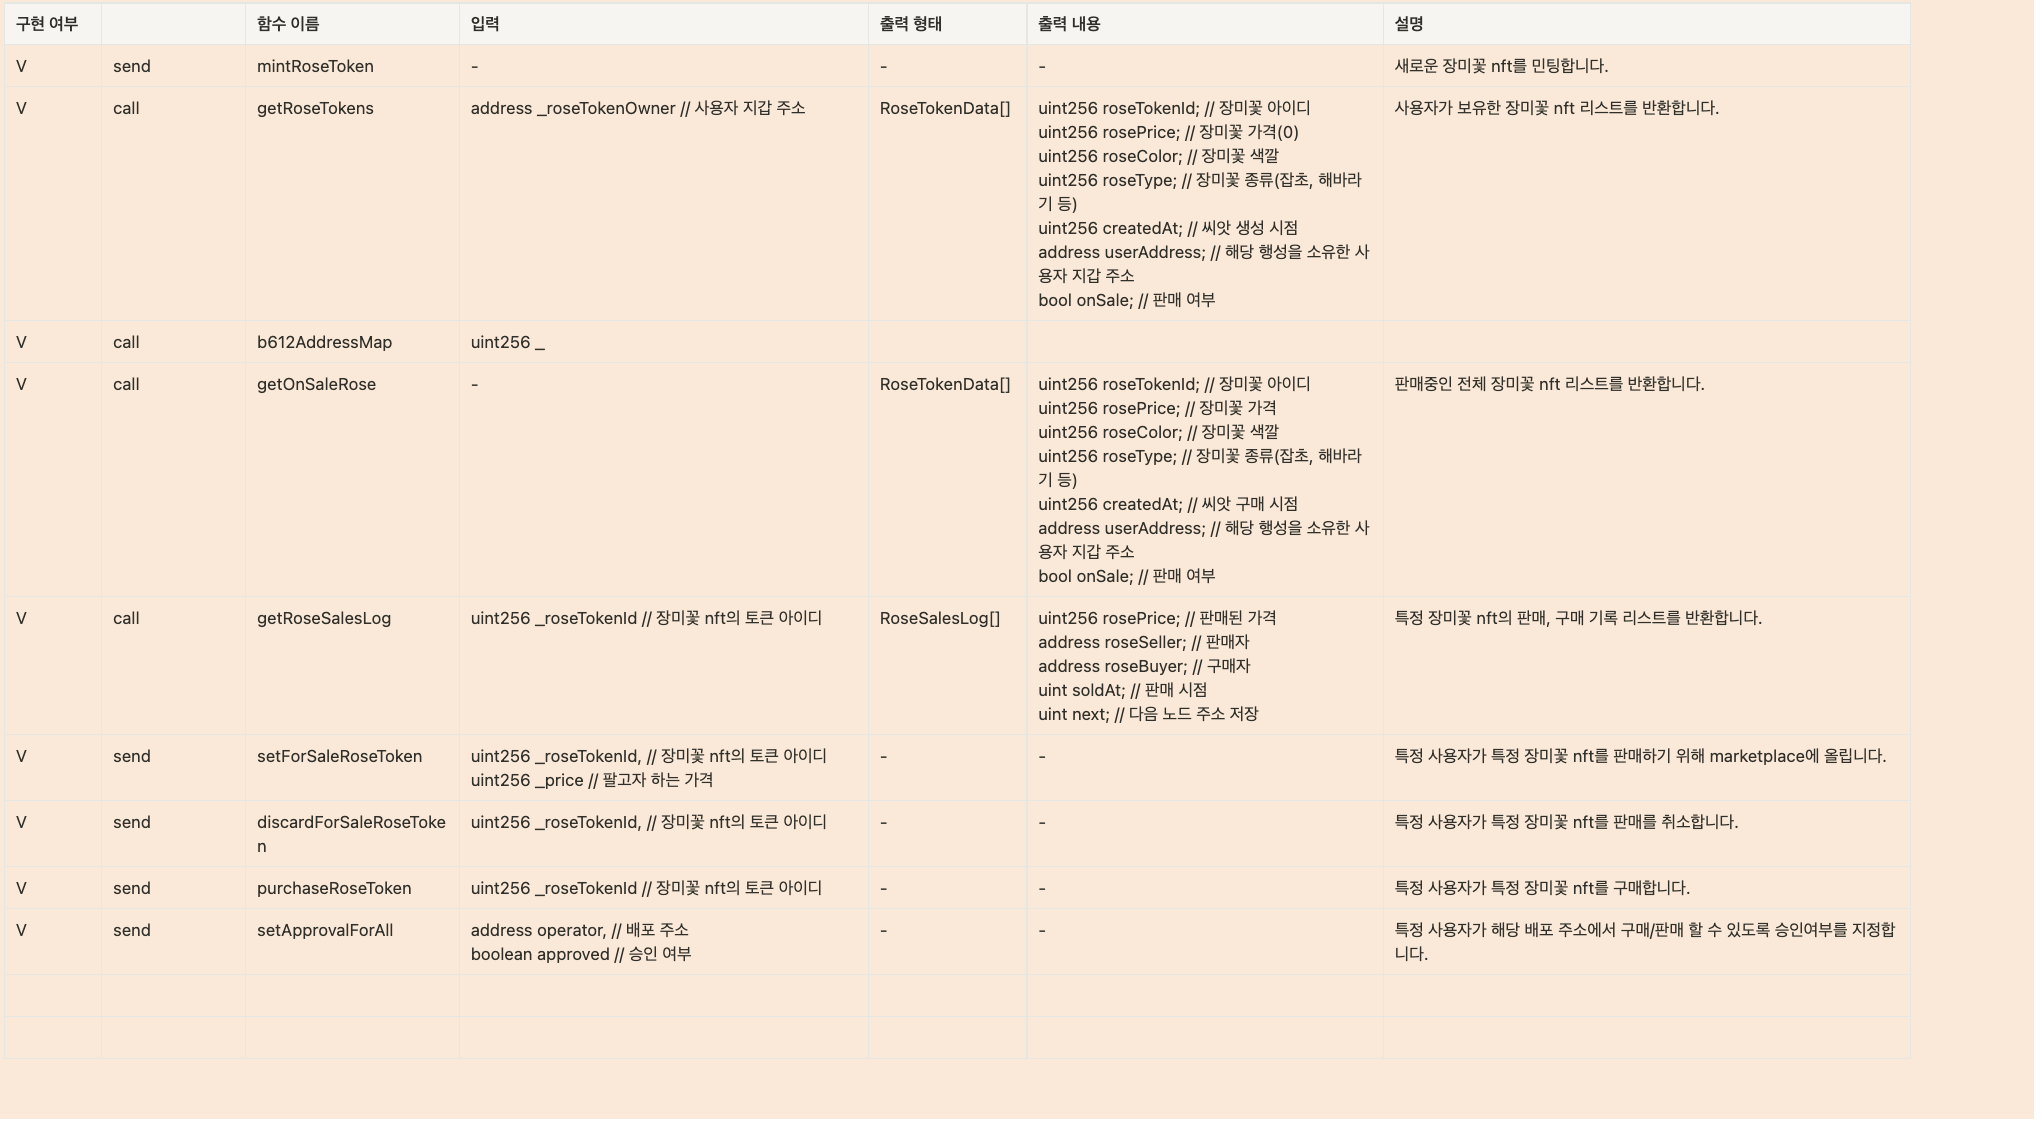 구현 여부
함수 이름
입력
출력 형태
출력 내용
설명
V
send
mintRoseToken
-
-
-
새로운 장미꽃 nft를 민팅합니다.
V
call
getRoseTokens
address _roseTokenOwner // 사용자 지갑 주소
RoseTokenData[]
uint256 roseTokenId; // 장미꽃 아이디
uint256 rosePrice; // 장미꽃 가격(0)
uint256 roseColor; // 장미꽃 색깔
uint256 roseType; // 장미꽃 종류(잡초, 해바라
기 등)
uint256 createdAt; // 씨앗 생성 시점
address userAddress; // 해당 행성을 소유한 사
용자 지갑 주소
bool onSale; // 판매 여부
사용자가 보유한 장미꽃 nft 리스트를 반환합니다.
V
call
b612AddressMap
uint256 _
V
call
getOnSaleRose
-
RoseTokenData[]
uint256 roseTokenId; // 장미꽃 아이디
uint256 rosePrice; // 장미꽃 가격
uint256 roseColor; // 장미꽃 색깔
uint256 roseType; // 장미꽃 종류(잡초, 해바라
기 등)
uint256 createdAt; // 씨앗 구매 시점
address userAddress; // 해당 행성을 소유한 사
용자 지갑 주소
bool onSale; // 판매 여부
판매중인 전체 장미꽃 nft 리스트를 반환합니다.
V
call
getRoseSalesLog
uint256 _roseTokenId // 장미꽃 nft의 토큰 아이디
RoseSalesLog[]
uint256 rosePrice; // 판매된 가격
address roseSeller; // 판매자
address roseBuyer; // 구매자
uint soldAt; // 판매 시점
uint next; // 다음 노드 주소 저장
특정 장미꽃 nft의 판매, 구매 기록 리스트를 반환합니다.
V
send
setForSaleRoseToken
uint256 _roseTokenId, // 장미꽃 nft의 토큰 아이디
uint256 _price // 팔고자 하는 가격
-
-
특정 사용자가 특정 장미꽃 nft를 판매하기 위해 marketplace에 올립니다.
V
send
discardForSaleRoseToke
n
uint256 _roseTokenId, // 장미꽃 nft의 토큰 아이디
-
-
특정 사용자가 특정 장미꽃 nft를 판매를 취소합니다.
V
send
purchaseRoseToken
uint256 _roseTokenId // 장미꽃 nft의 토큰 아이디
-
-
특정 사용자가 특정 장미꽃 nft를 구매합니다.
V
send
setApprovalForAll
address operator, // 배포 주소
boolean approved // 승인 여부
-
-
특정 사용자가 해당 배포 주소에서 구매/판매 할 수 있도록 승인여부를 지정합
니다.